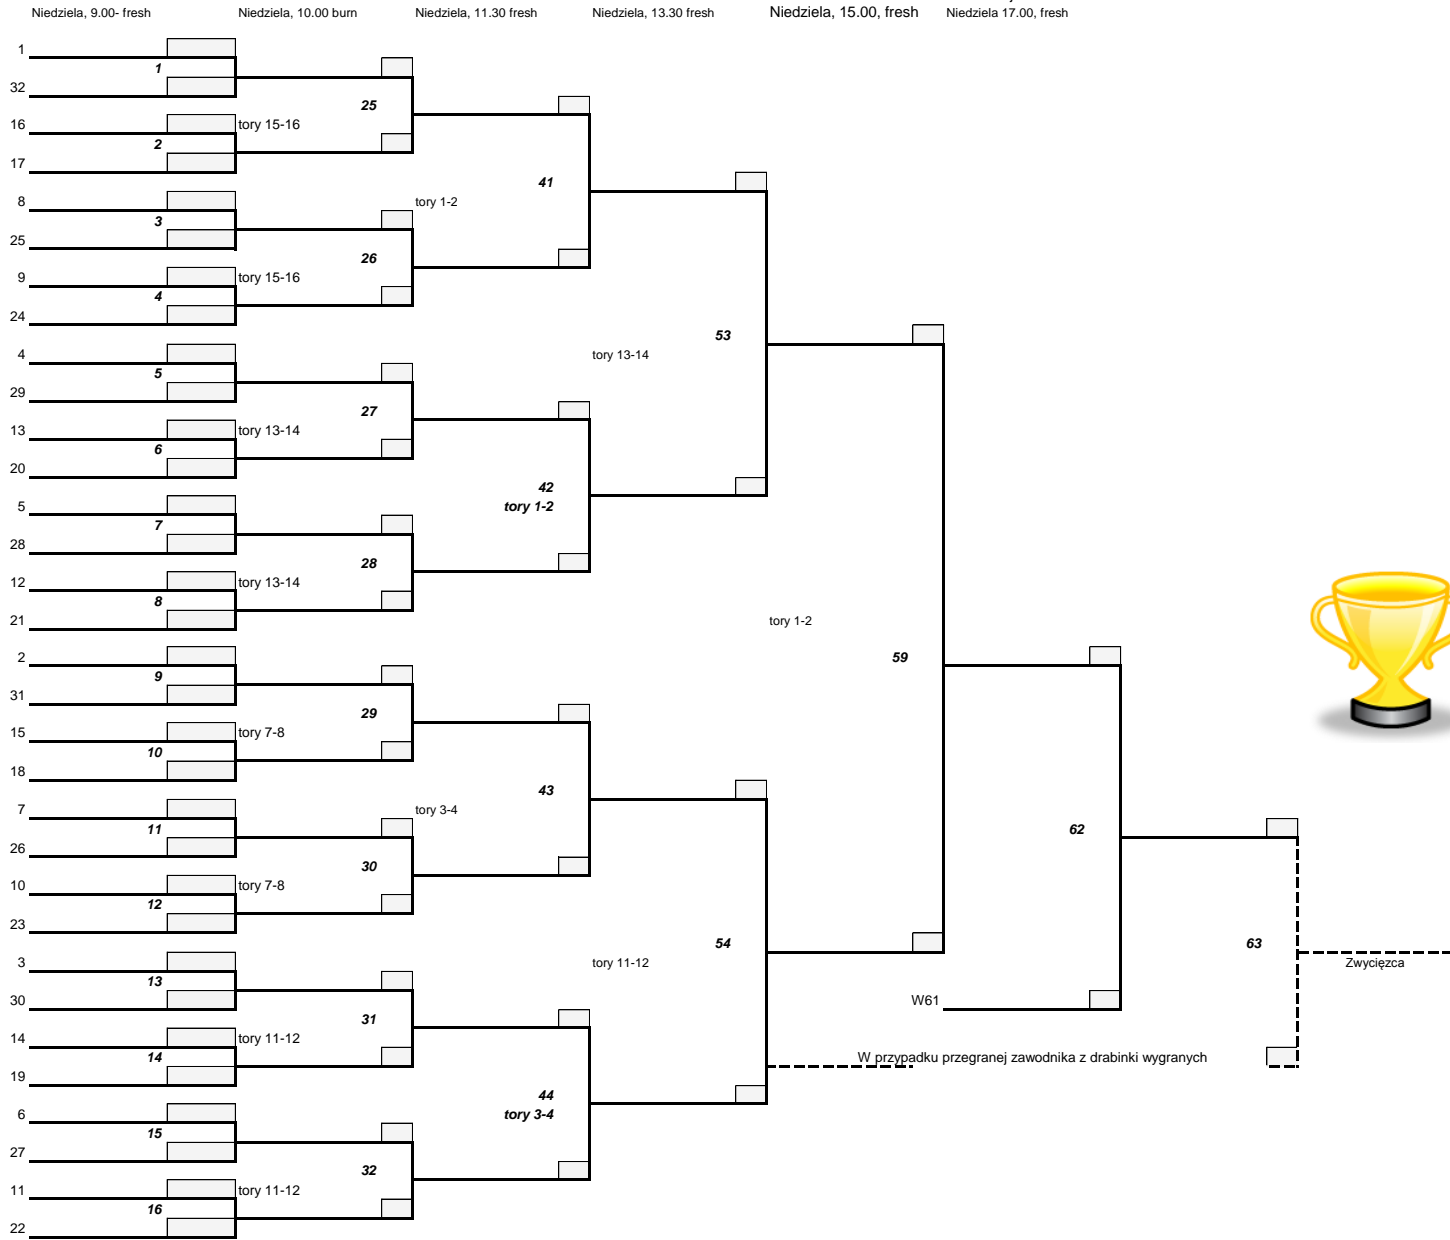 Niedziela, 9.00- fresh
Niedziela, 10.00 burn
Niedziela, 11.30 fresh
Niedziela, 13.30 fresh
Niedziela, 15.00, fresh
Niedziela 17.00, fresh
1
1
32
25
16
tory 15-16
2
17
41
8
tory 1-2
3
25
26
9
tory 15-16
4
24
53
4
tory 13-14
5
29
27
13
tory 13-14
6
20
42
tory 1-2
5
7
28
28
12
tory 13-14
8
21
tory 1-2
59
2
9
31
29
15
tory 7-8
10
18
43
7
tory 3-4
11
26
62
30
10
tory 7-8
12
23
54
63
3
tory 11-12
Zwycięzca
13
30
W61
31
14
tory 11-12
14
19
W przypadku przegranej zawodnika z drabinki wygranych
44
tory 3-4
6
15
27
32
11
tory 11-12
16
22